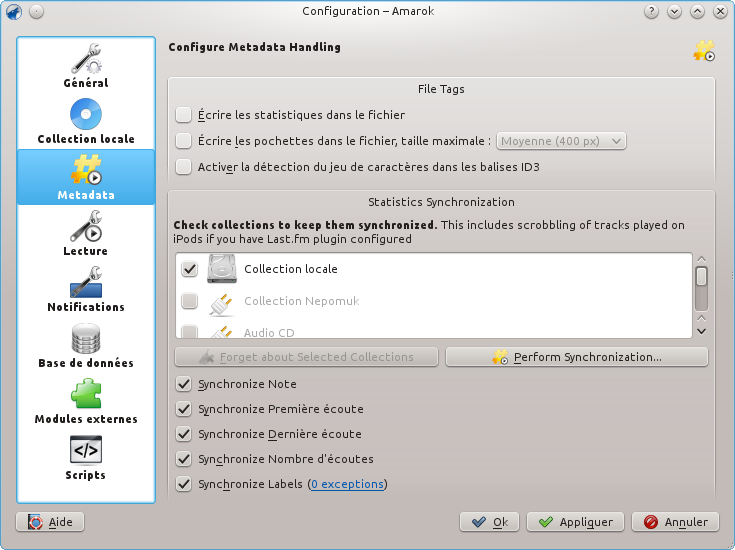 Configuration – Amarok
Configure Metadata Handling
Général
Collection locale
Metadata
Lecture
Notifications
Base de données
Modules externes
Scripts
File Tags
Écrire les statistiques dans le fichier
Écrire les pochettes dans le fichier, taille maximale : Moyenne (400 px)
Activer la détection du jeu de caractères dans les balises ID3
Statistics Synchronization
Check collections to keep them synchronized. This includes scrobbling of tracks played on
iPods if you have Last.fm plugin configured
Collection locale
Collection Nepomuk
Audio CD
Forget about Selected Collections
Perform Synchronization...
Synchronize Note
Synchronize Première écoute
Synchronize Dernière écoute
Synchronize Nombre d'écoutes
Synchronize Labels (0 exceptions)
Aide
Ok
Appliquer
Annuler